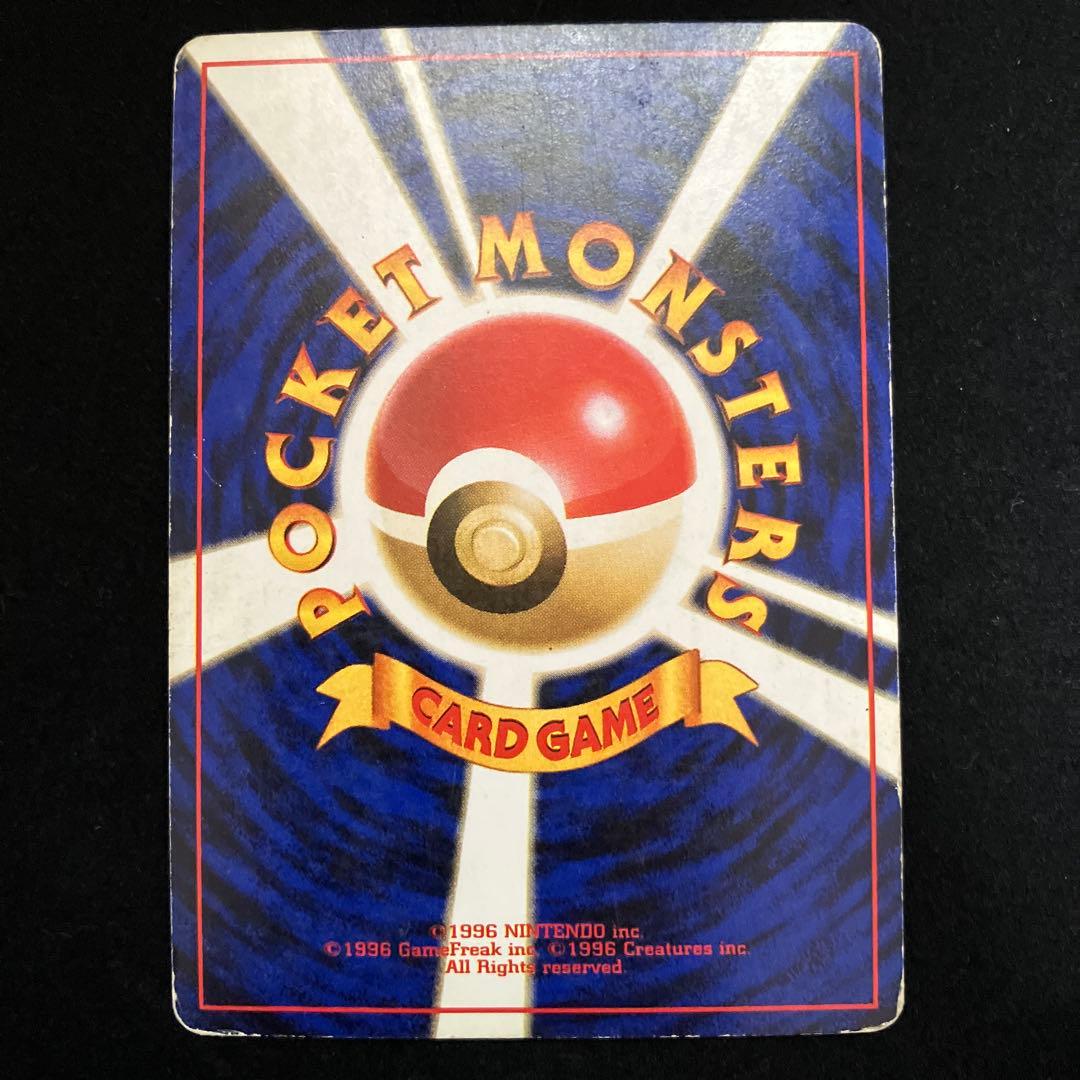 POCKET MONSTERS
CARD GAME
©1996 NINTENDO inc.
©1996 GameFreak inc. ©1996 Creatures inc.
All Rights reserved.